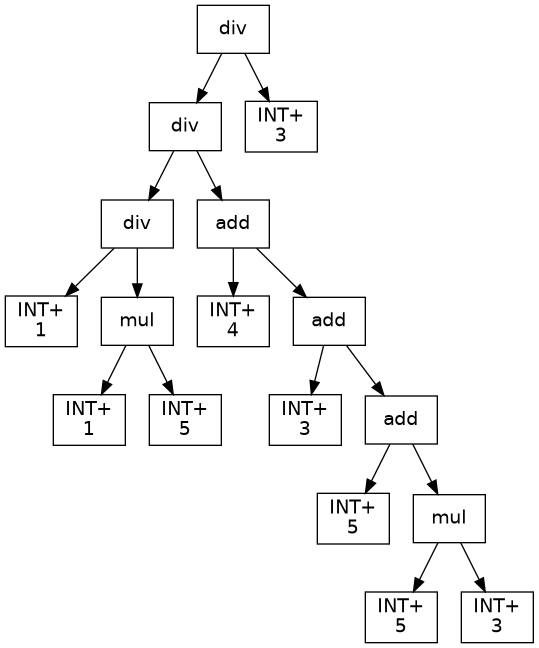 div
div
INT+
3
div
add
INT+
1
mul
INT+
4
add
INT+
1
INT+
5
INT+
3
add
INT+
5
mul
INT+
5
INT+
3